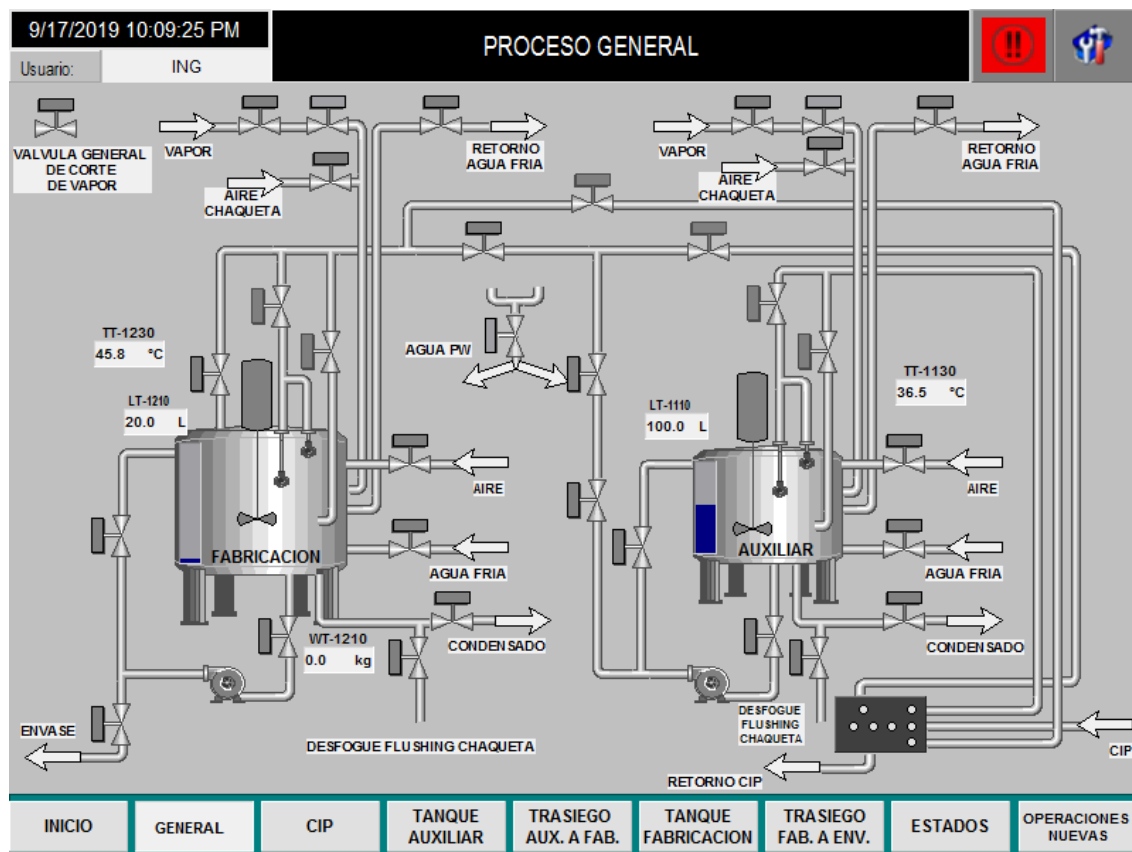 9/17/2019 10:09:25 PM
PROCESO GENERAL
Usuario:
ING
VALVULA GENERAL
DE CORTE
DE VAPOR
VAPOR
RETORNO
AGUA FRIA
AIRE
CHAQUETA
VAPOR
RETORNO
AGUA FRIA
AIRE
CHAQUETA
TT-1230
45.8 °C
AGUA PW
TT-1130
36.5 °C
LT-1210
20.0 L
LT-1110
100.0 L
AIRE
AIRE
FABRICACION
AUXILIAR
AGUA FRIA
AGUA FRIA
WT-1210
0.0 kg
CONDENSADO
CONDENSADO
ENVASE
DESFOGUE FLUSHING CHAQUETA
DESFOGUE
FLUSHING
CHAQUETA
CIP
RETORNO CIP
INICIO
GENERAL
CIP
TANQUE
AUXILIAR
TRASIEGO
AUX. A FAB.
TANQUE
FABRICACION
TRASIEGO
FAB. A ENV.
ESTADOS
OPERACIONES
NUEVAS